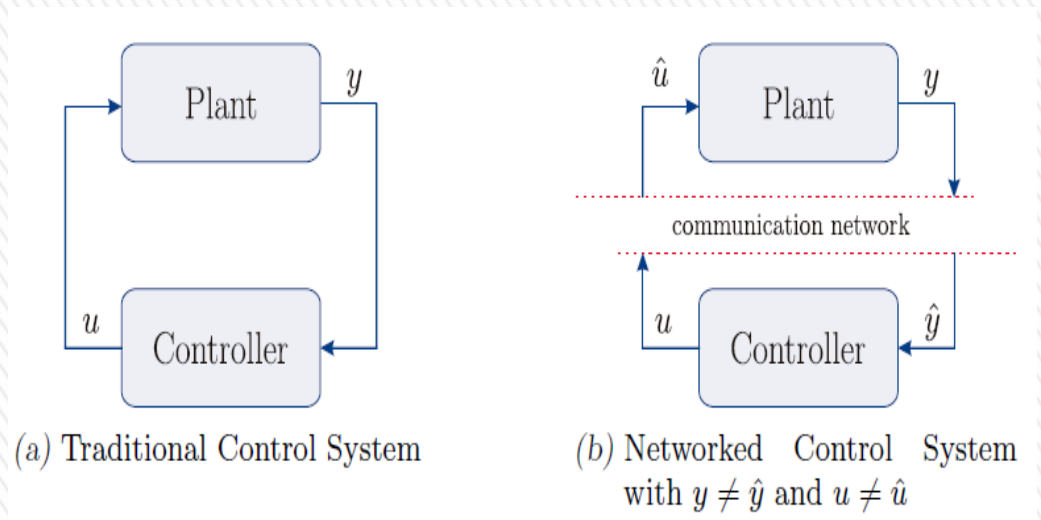 Plant
y
u
Controller
(a) Traditional Control System
û
Plant
y
communication network
u
Controller
ŷ
(b) Networked Control System
with y ≠ ŷ and u ≠ û